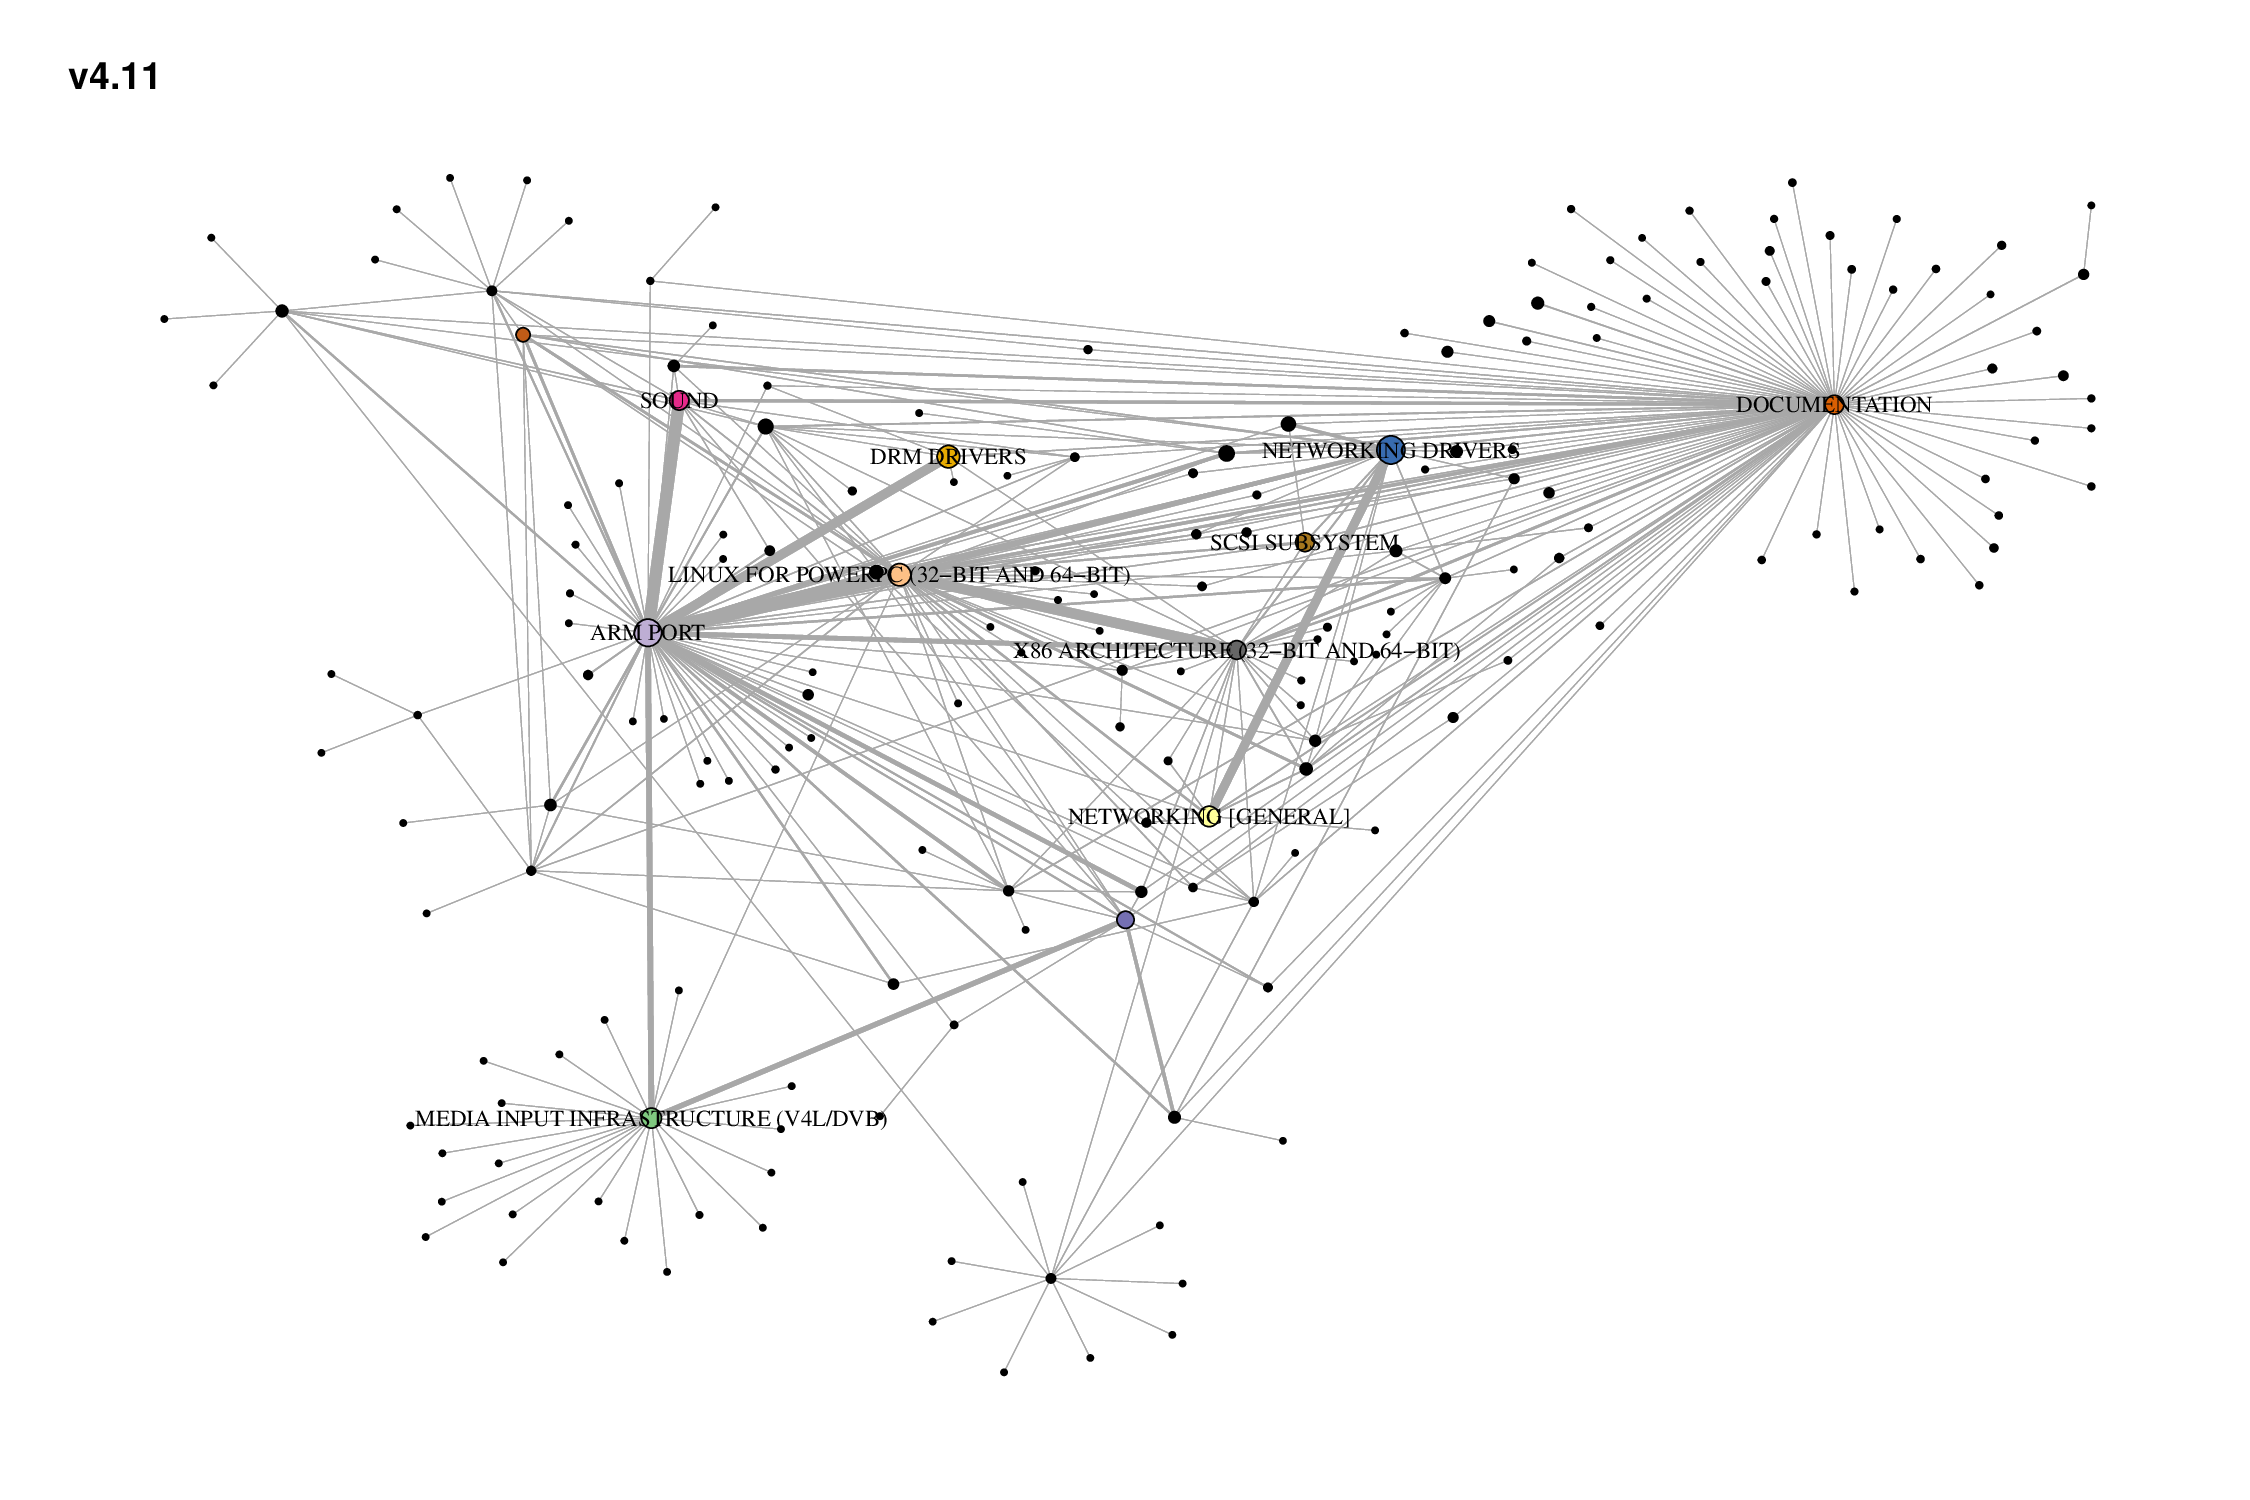 v4.11
SOUND
DOCUMENTATION
DRM DRIVERS
NETWORKING DRIVERS
SCSI SUBSYSTEM
LINUX FOR POWERPC (32−BIT AND 64−BIT)
ARM PORT
X86 ARCHITECTURE (32−BIT AND 64−BIT)
NETWORKING [GENERAL]
MEDIA INPUT INFRASTRUCTURE (V4L/DVB)